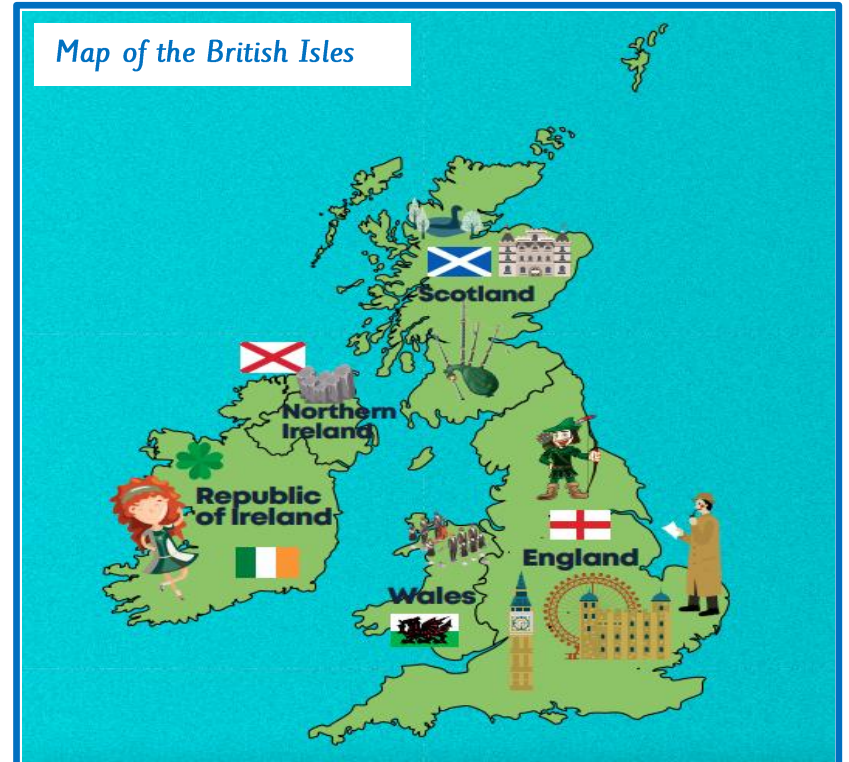 Map of the British Isles
Scotland
Northern
Ireland
Republic
of Ireland
England
Wales